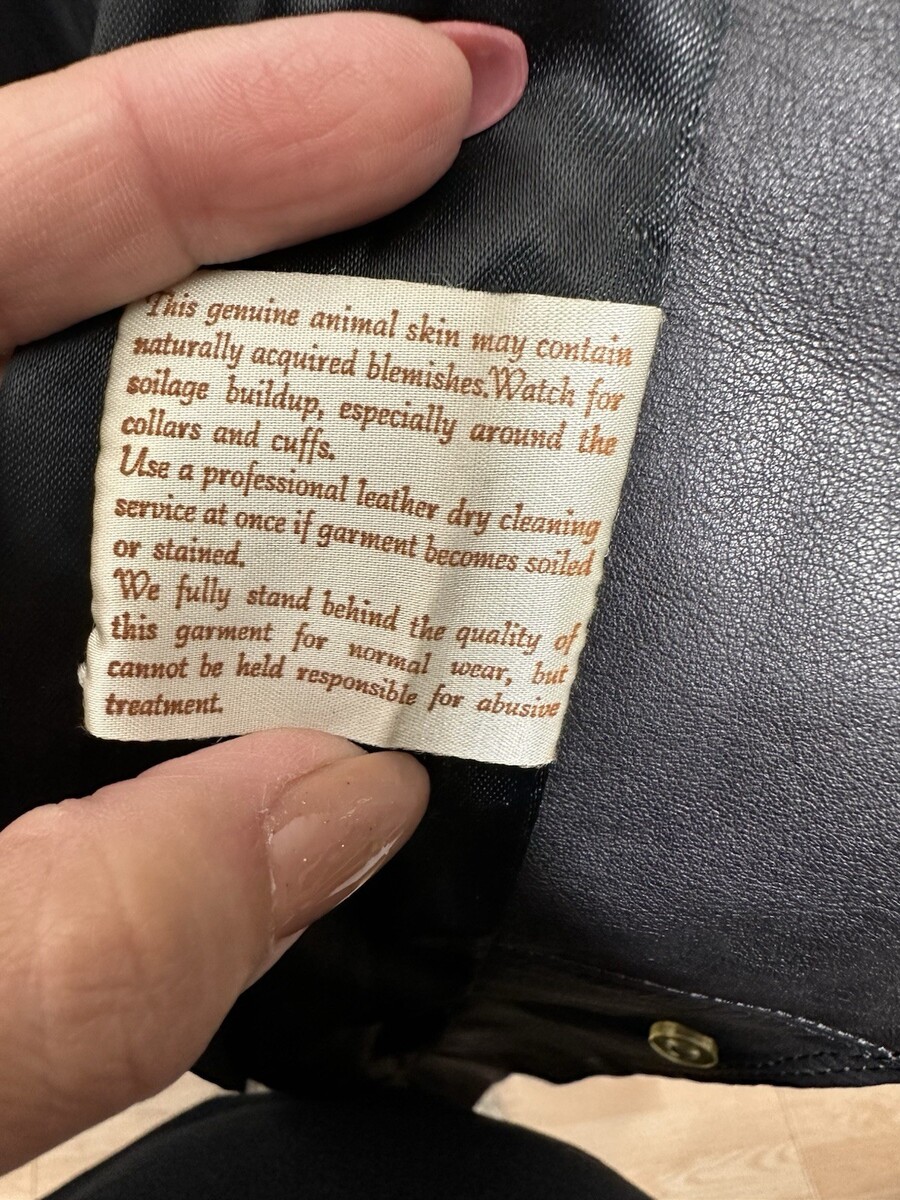 This genuine animal skin may contain
naturally acquired blemishes.Watch for
soilage buildup, especially around the
collars and cuffs.
Use a professional leather dry cleaning
service at once if garment becomes soiled
or stained.
We fully stand behind the quality of
this garment for normal wear, but
cannot be held responsible for abusive
treatment.